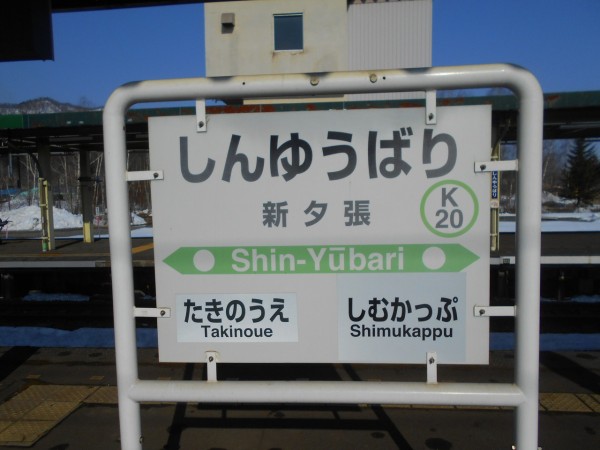 しんゆうばり
新夕張
K
20
Shin-Yūbari
たきのうえ
Takinoue
しむかっぷ
Shimukappu